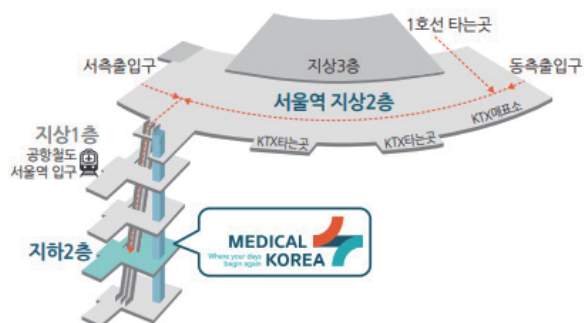 1호선 타는곳
서측출입구
지상3층
동측출입구
서울역 지상2층
KTX매표소
지상1층
KTX타는곳
KTX타는곳
공항철도
서울역 입구
지하2층
MEDICAL
KOREA
Where your days
begin again